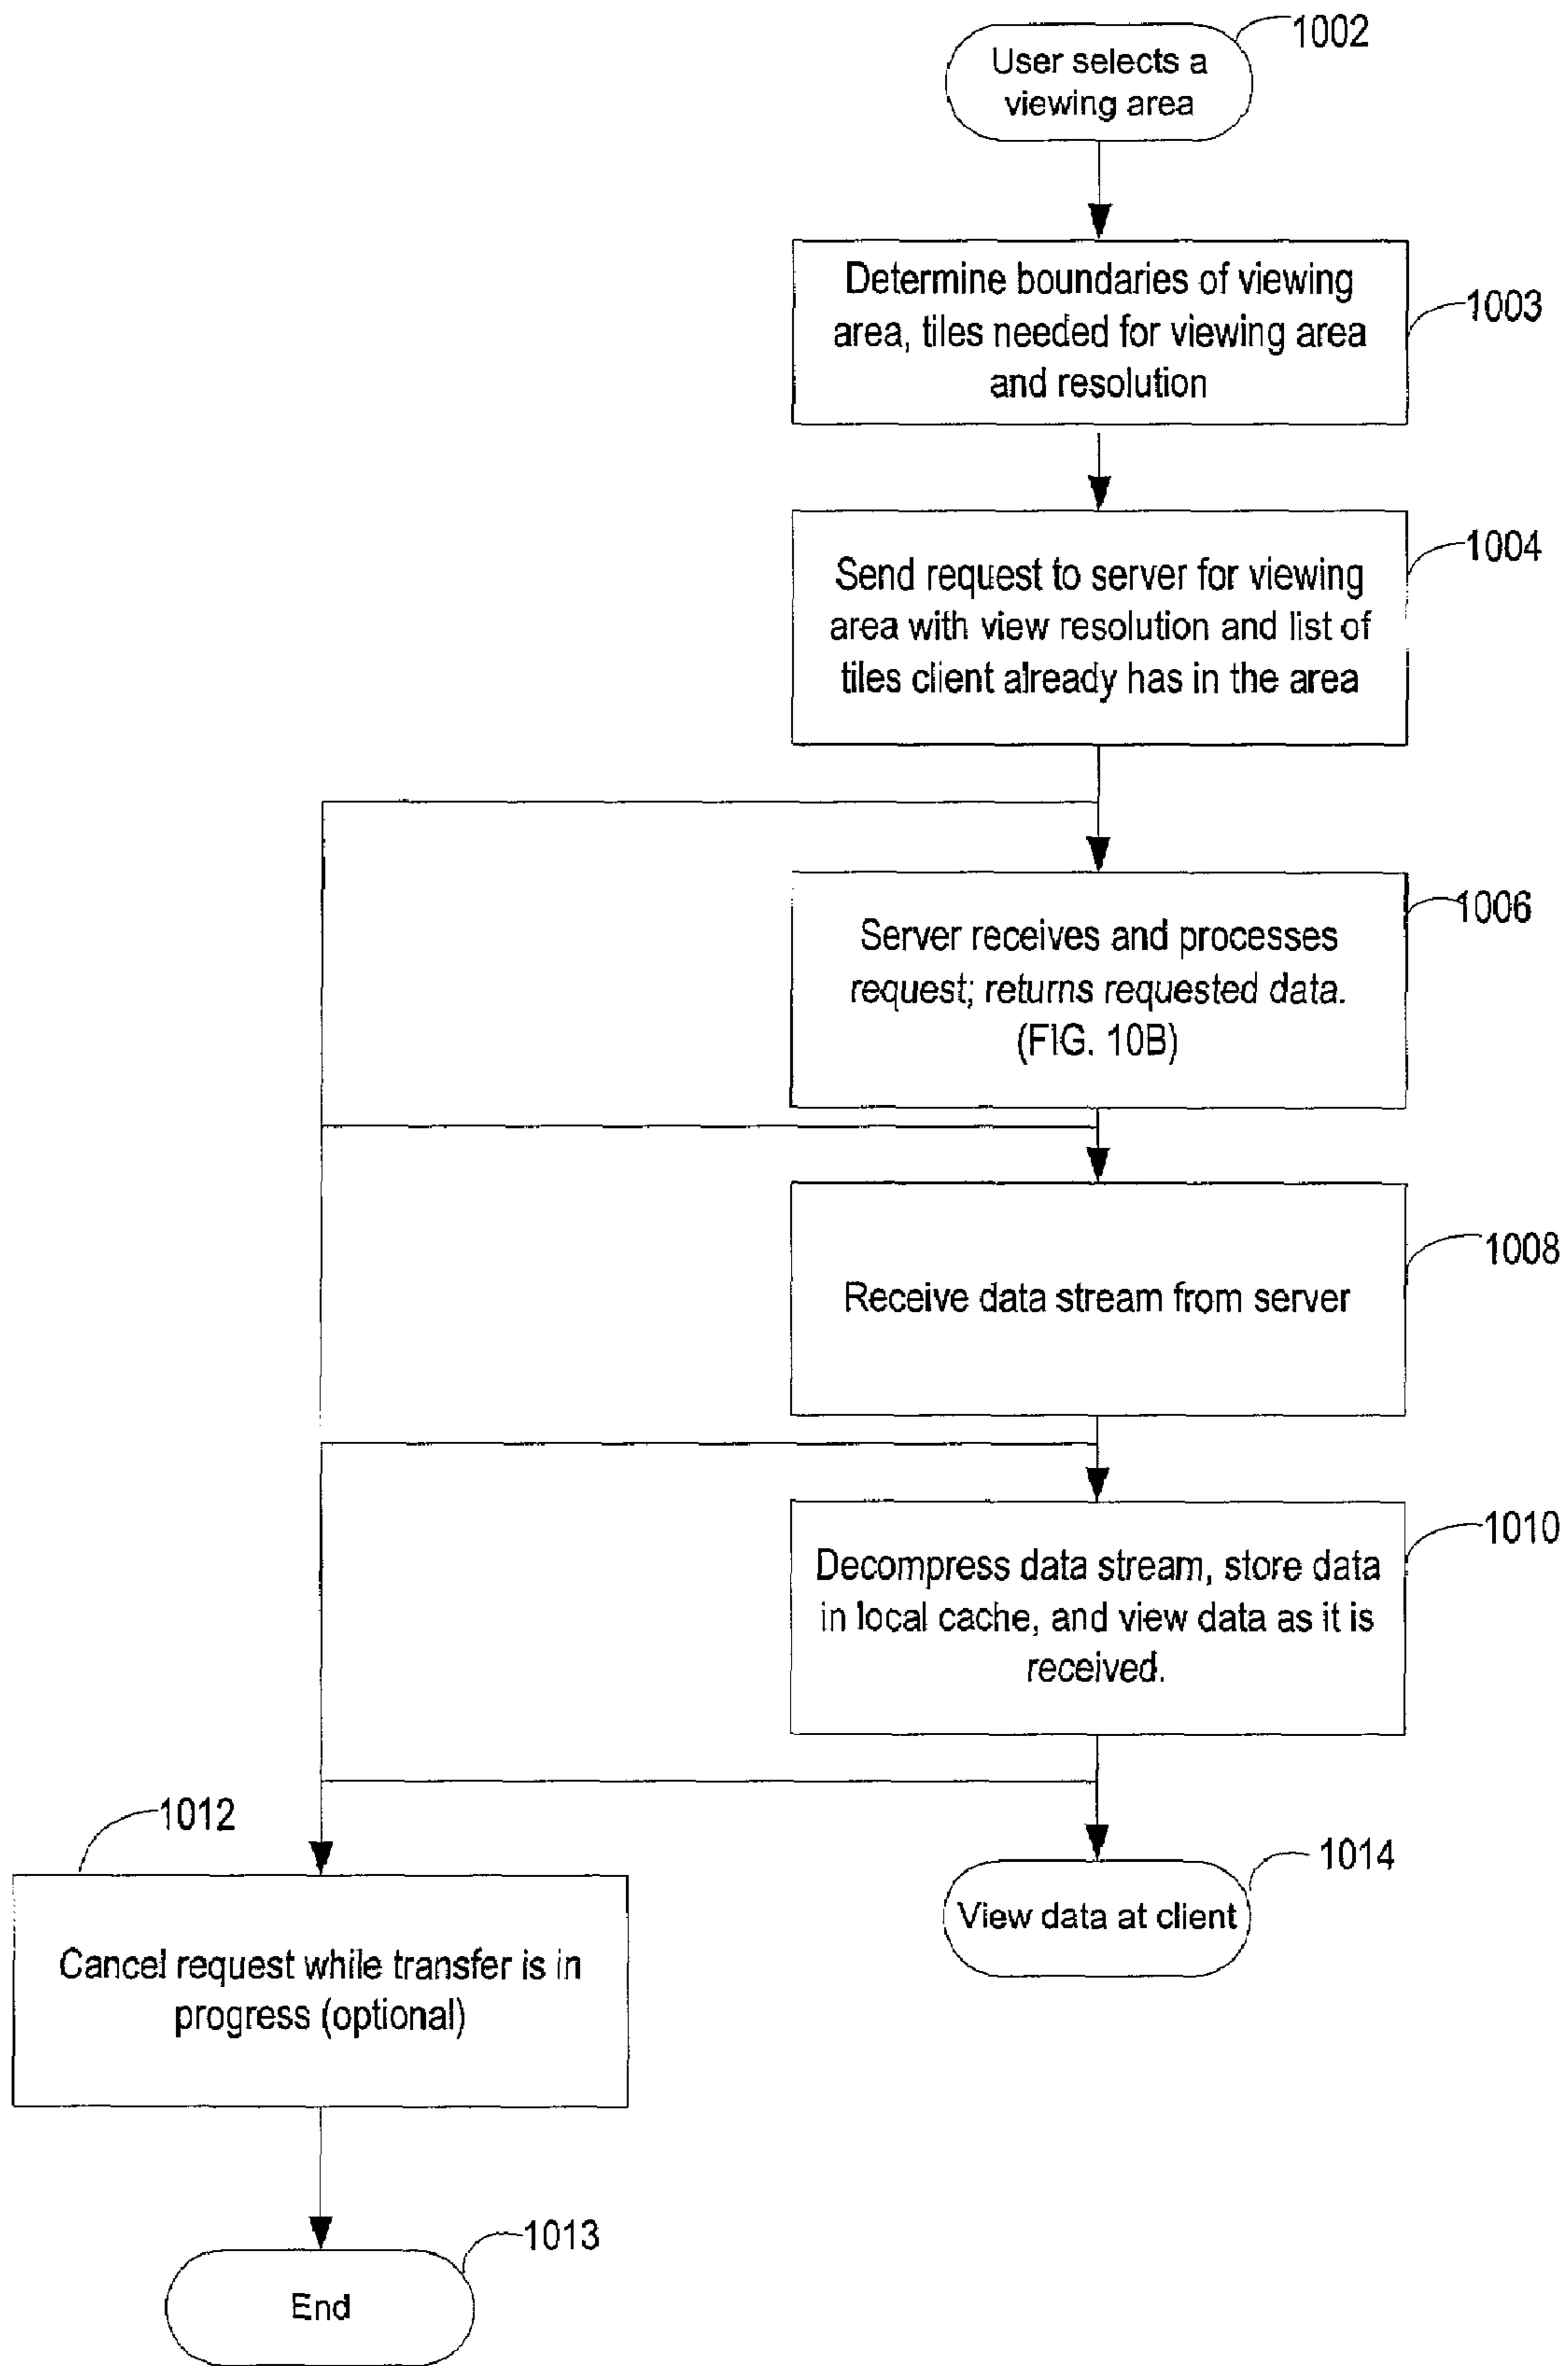 1002
User selects a
viewing area
Determine boundaries of viewing
area, tiles needed for viewing area
and resolution
1003
Send request to server for viewing
area with view resolution and list of
tiles client already has in the area
1004
Server receives and processes
request; returns requested data.
(FIG. 10B)
1006
Receive data stream from server
1008
Decompress data stream, store data
in local cache, and view data as it is
received.
1010
1012
Cancel request while transfer is in
progress (optional)
1014
View data at client
1013
End